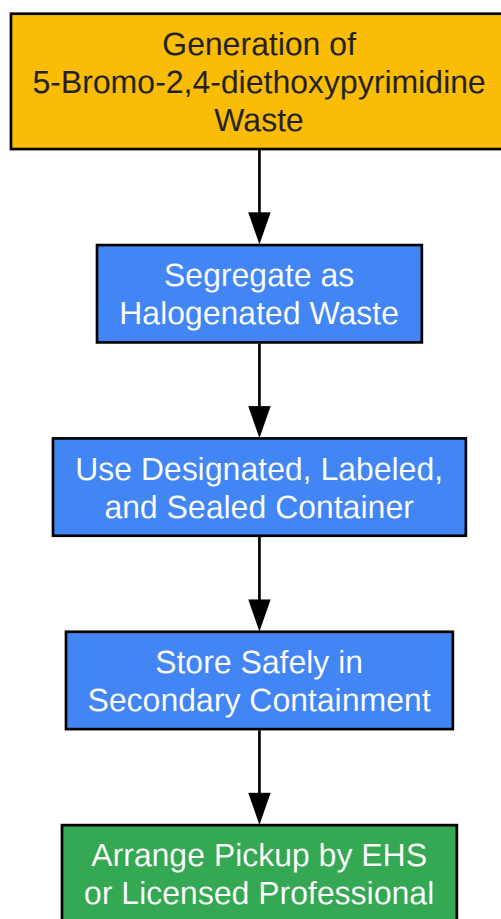 Generation of
5-Bromo-2,4-diethoxypyrimidine
Waste
Segregate as
Halogenated Waste
Use Designated, Labeled,
and Sealed Container
Store Safely in
Secondary Containment
Arrange Pickup by EHS
or Licensed Professional